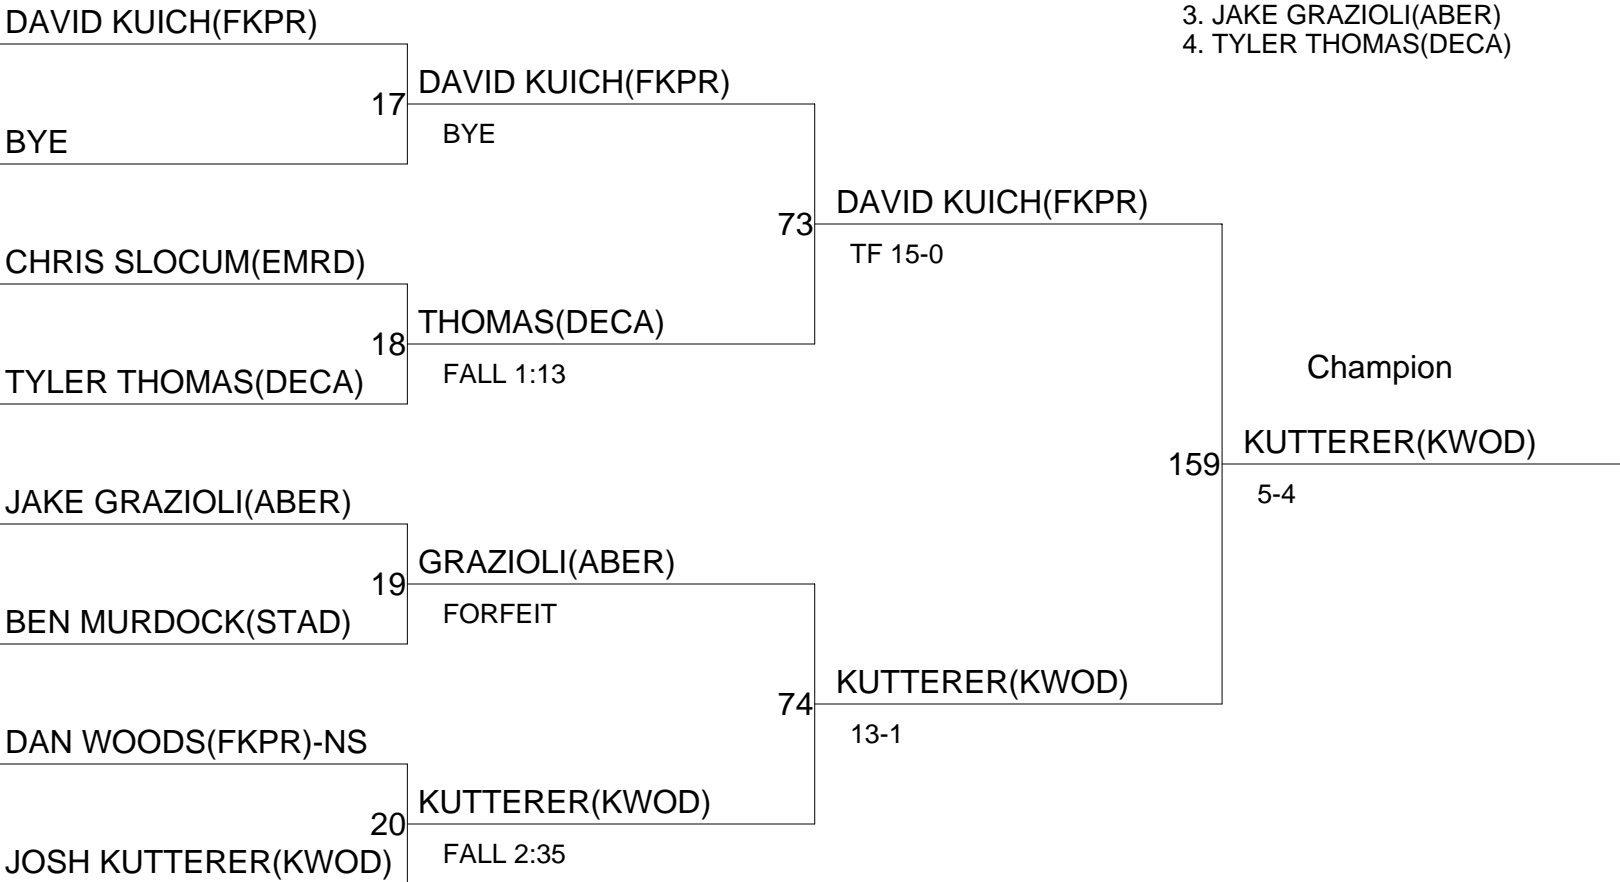 3. JAKE GRAZIOLI(ABER)
4. TYLER THOMAS(DECA)
DAVID KUICH(FKPR)
17
BYE
DAVID KUICH(FKPR)
BYE
CHRIS SLOCUM(EMRD)
18
TYLER THOMAS(DECA)
THOMAS(DECA)
FALL 1:13
73
DAVID KUICH(FKPR)
TF 15-0
JAKE GRAZIOLI(ABER)
19
BEN MURDOCK(STAD)
GRAZIOLI(ABER)
FORFEIT
DAN WOODS(FKPR)-NS
20
JOSH KUTTERER(KWOD)
KUTTERER(KWOD)
FALL 2:35
74
KUTTERER(KWOD)
13-1
159
Champion
KUTTERER(KWOD)
5-4